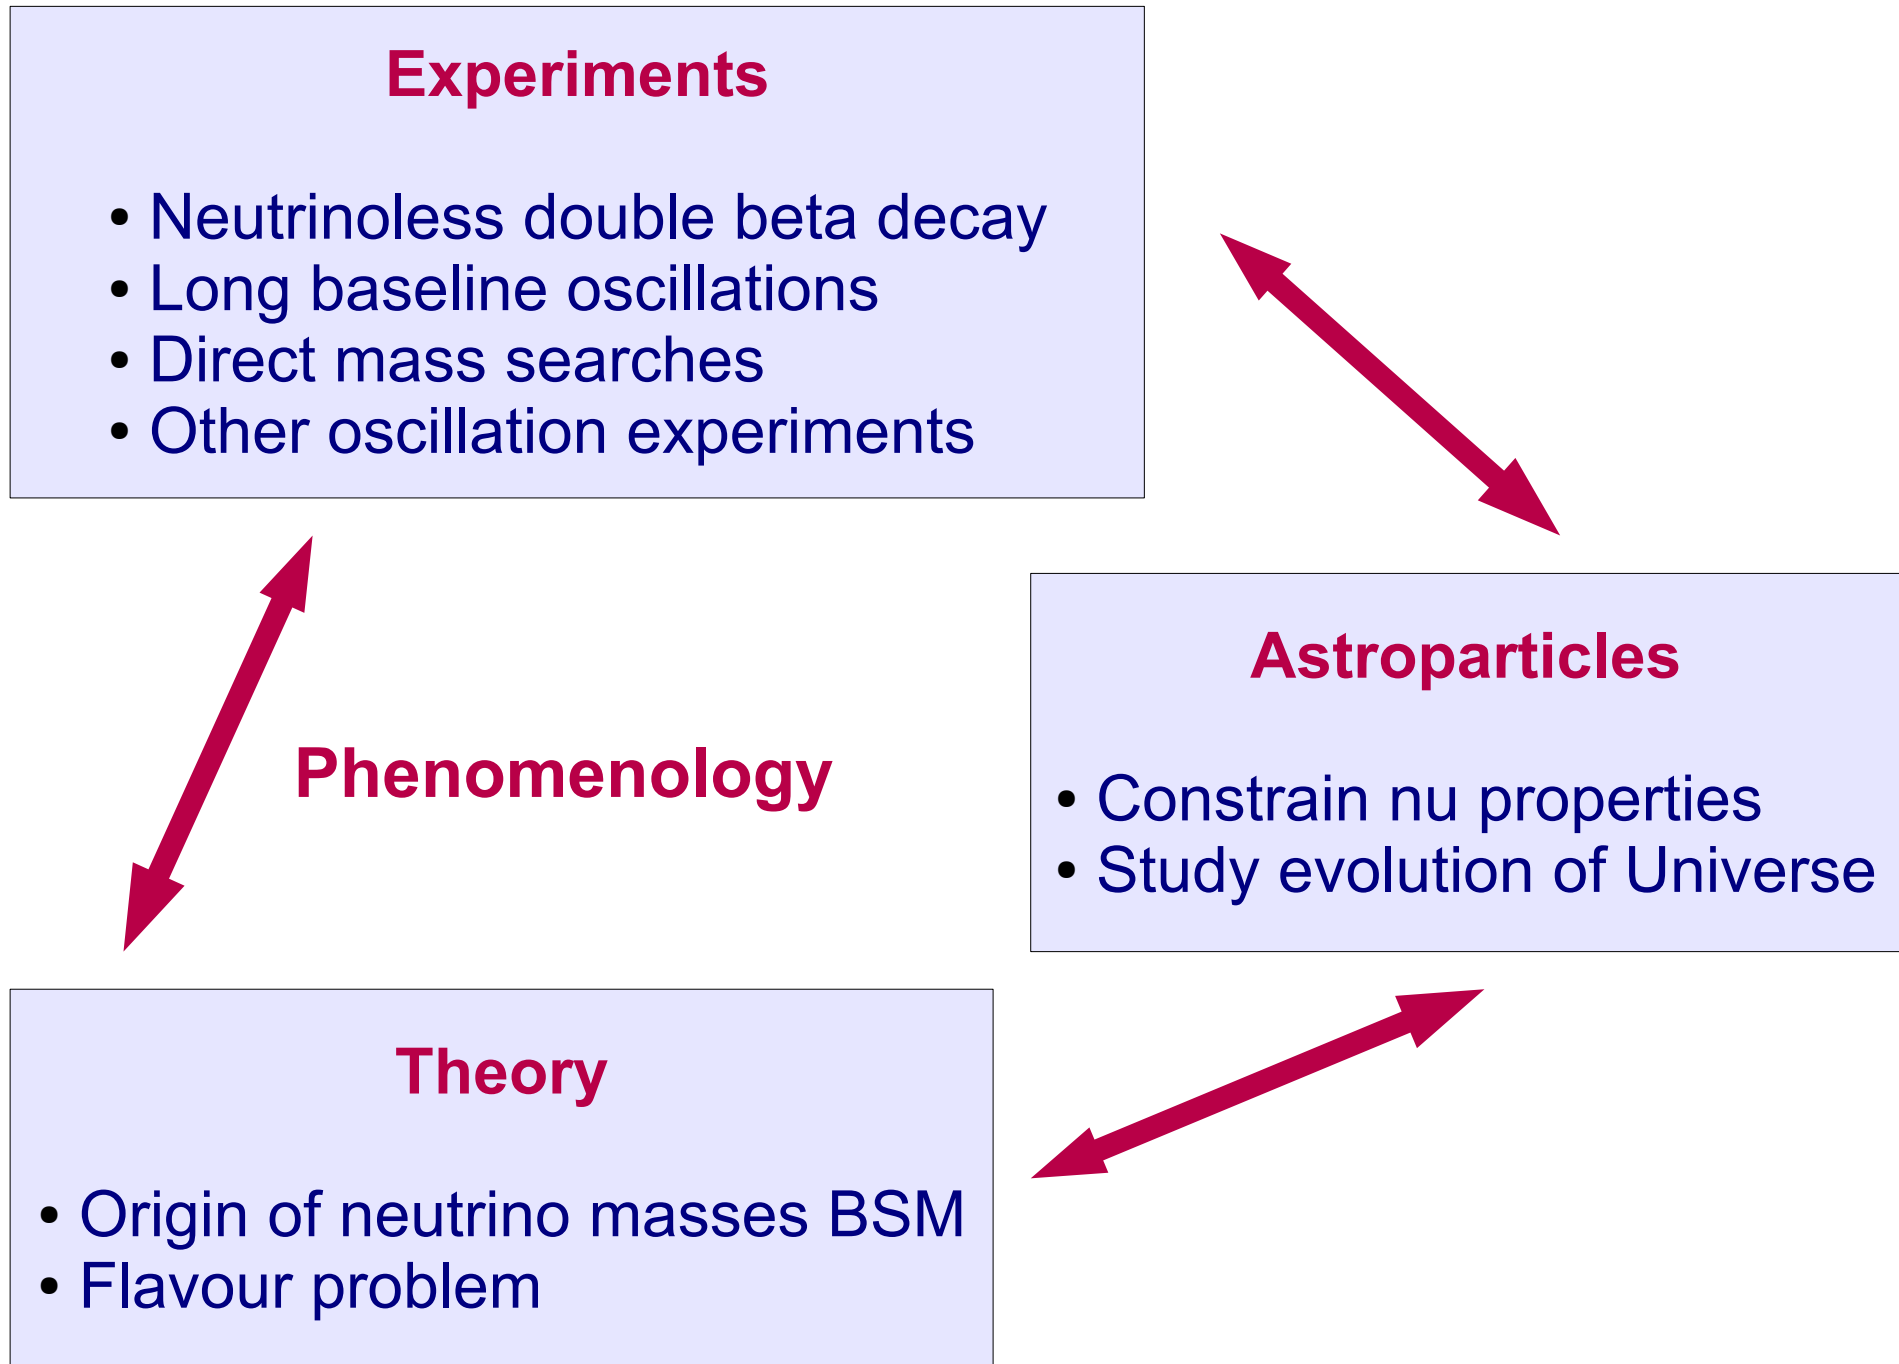 Experiments
• Neutrinoless double beta decay
• Long baseline oscillations
• Direct mass searches
• Other oscillation experiments
Phenomenology
Astroparticles
• Constrain nu properties
• Study evolution of Universe
Theory
• Origin of neutrino masses BSM
• Flavour problem